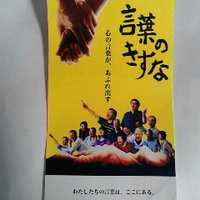 言葉の
きずな
心の言葉が、あふれ出す
わたしたちの言葉は、ここにある。